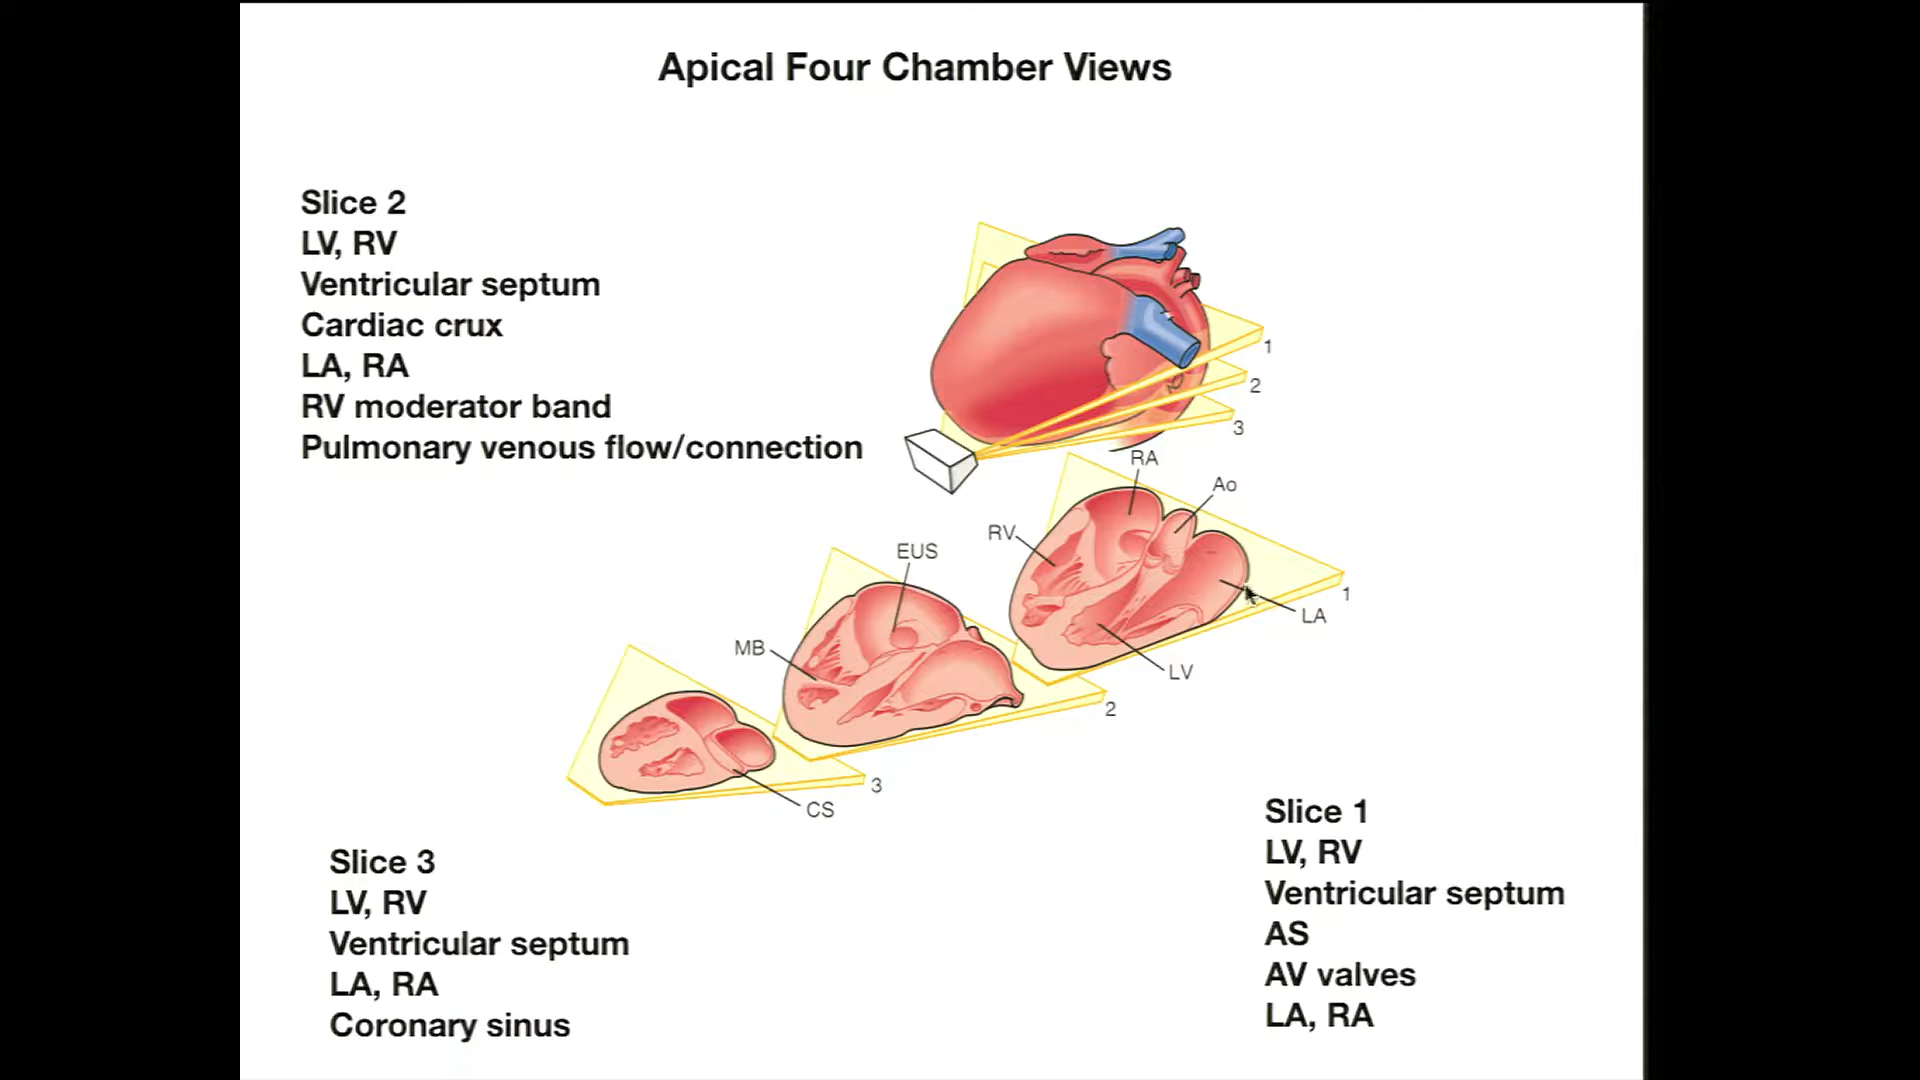 Apical Four Chamber Views
Slice 2
LV, RV
Ventricular septum
Cardiac crux
LA, RA
RV moderator band
Pulmonary venous flow/connection
1
2
3
RA
Ao
RV
EUS
1
LA
MB
LV
2
3
CS
Slice 1
LV, RV
Ventricular septum
AS
AV valves
LA, RA
Slice 3
LV, RV
Ventricular septum
LA, RA
Coronary sinus